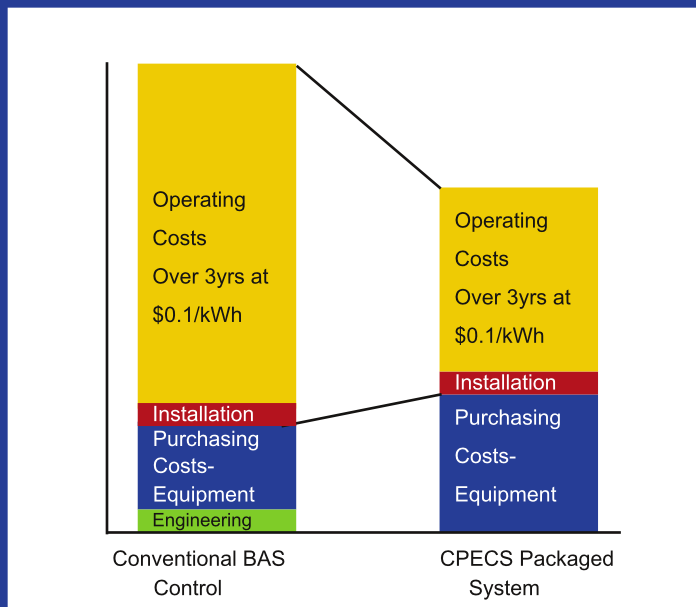 Operating
Costs
Over 3yrs at
$0.1/kWh
Installation
Purchasing
Costs-
Equipment
Engineering
Conventional BAS
Control
Operating
Costs
Over 3yrs at
$0.1/kWh
Installation
Purchasing
Costs-
Equipment
CPECS Packaged
System